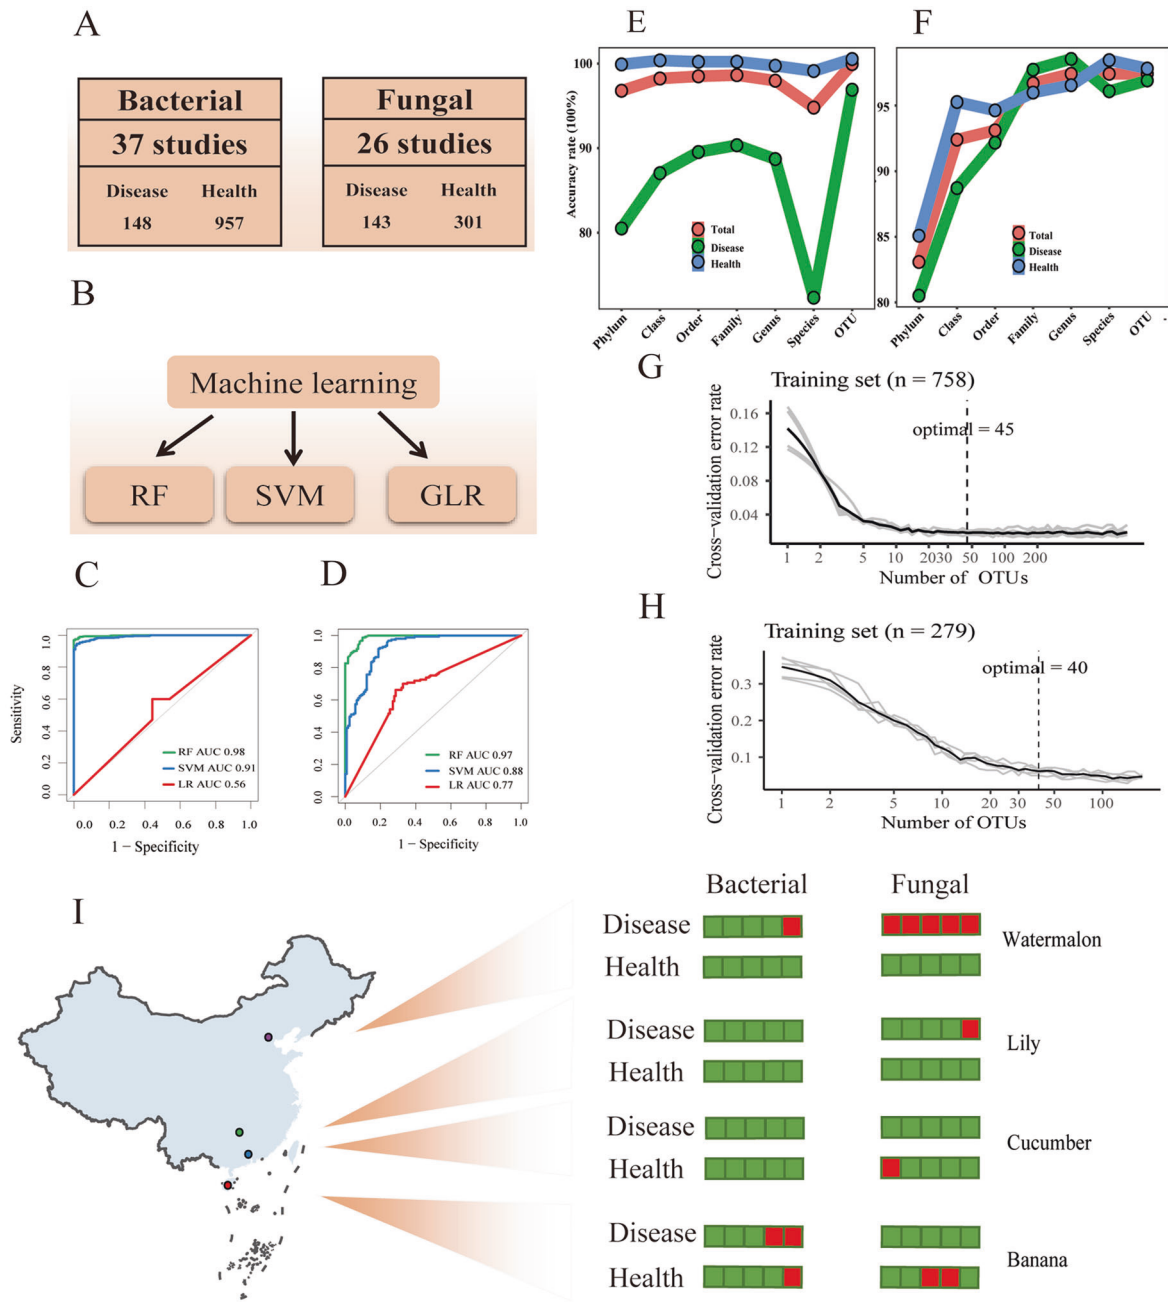 A
Bacterial
37 studies
Disease Health
148 957
Fungal
26 studies
Disease Health
143 301
B
Machine learning
RF SVM GLR
C
Sensitivity
0.0 0.2 0.4 0.6 0.8 1.0
RF AUC 0.98
SVM AUC 0.91
LR AUC 0.56
0.0 0.2 0.4 0.6 0.8 1.0
1 − Specificity
D
0.0 0.2 0.4 0.6 0.8 1.0
RF AUC 0.97
SVM AUC 0.88
LR AUC 0.77
0.0 0.2 0.4 0.6 0.8 1.0
1 − Specificity
E
Accuracy rate (100%)
100
90
80
Total
Disease
Health
Phylum Class Order Family Genus Species OTU
F
95
90
85
80
Total
Disease
Health
Phylum Class Order Family Genus Species OTU
G
Training set (n = 758)
optimal = 45
Cross−validation error rate
0.16
0.12
0.08
0.04
1 2 5 10 2030 50 100 200
Number of OTUs
H
Training set (n = 279)
optimal = 40
Cross−validation error rate
0.3
0.2
0.1
1 2 5 10 20 30 50 100
Number of OTUs
I
Bacterial Fungal
Disease
Health
Watermalon
Disease
Health
Lily
Disease
Health
Cucumber
Disease
Health
Banana